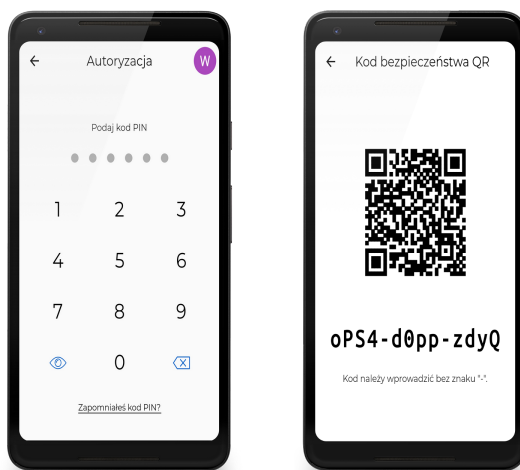 Autoryzacja
W
Podaj kod PIN
1 2 3
4 5 6
7 8 9
0
Zapomniałeś kod PIN?
Kod bezpieczeństwa QR
oPS4-d0pp-zdyQ
Kod należy wprowadzić bez znaku "-".